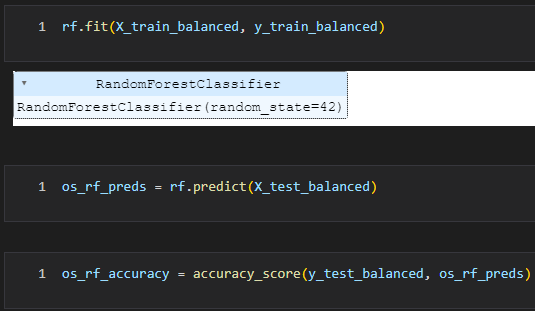 1 rf.fit(X_train_balanced, y_train_balanced)
▾ RandomForestClassifier
RandomForestClassifier(random_state=42)
1 os_rf_preds = rf.predict(X_test_balanced)
1 os_rf_accuracy = accuracy_score(y_test_balanced, os_rf_preds)